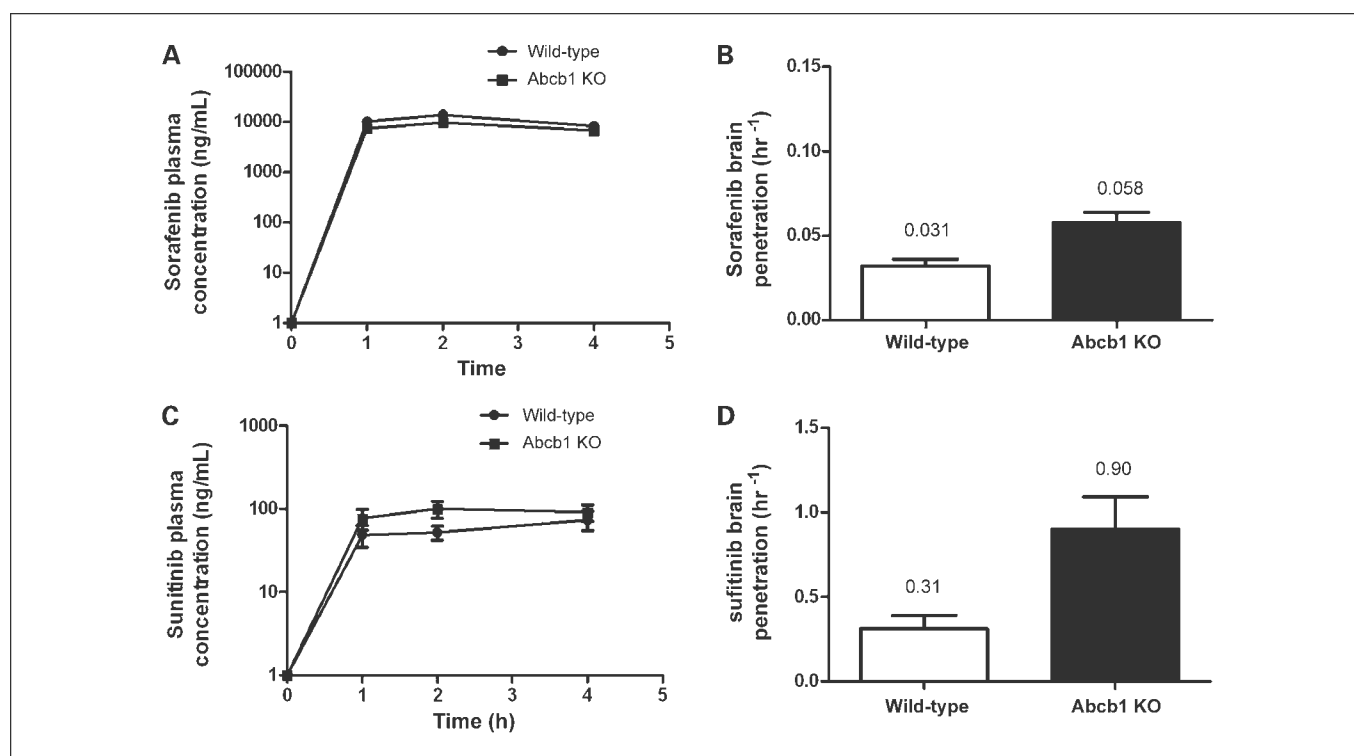 A
Wild-type
Abcb1 KO
Sorafenib plasma
concentration (ng/mL)
100000
10000
1000
100
10
1
0 1 2 3 4 5
Time
B
Sorafenib brain
penetration (hr -1)
0.15
0.10
0.05
0.00
0.031
0.058
Wild-type Abcb1 KO
C
Wild-type
Abcb1 KO
Sunitinib plasma
concentration (ng/mL)
1000
100
10
1
0 1 2 3 4 5
Time (h)
D
sufitinib brain
penetration (hr -1)
1.5
1.0
0.5
0.0
0.31
0.90
Wild-type Abcb1 KO